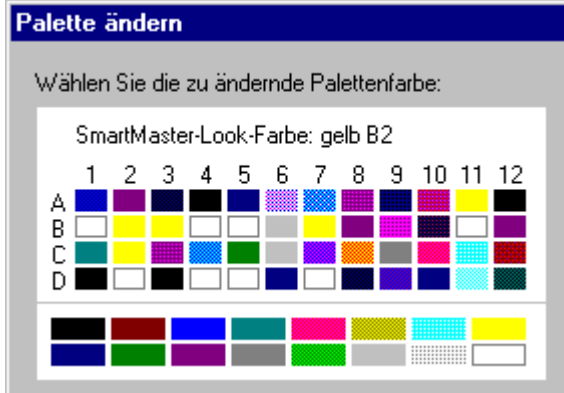 Palette ändern
Wählen Sie die zu ändernde Palettenfarbe:
SmartMaster-Look-Farbe: gelb B2
1 2 3 4 5 6 7 8 9 10 11 12
A
B
C
D